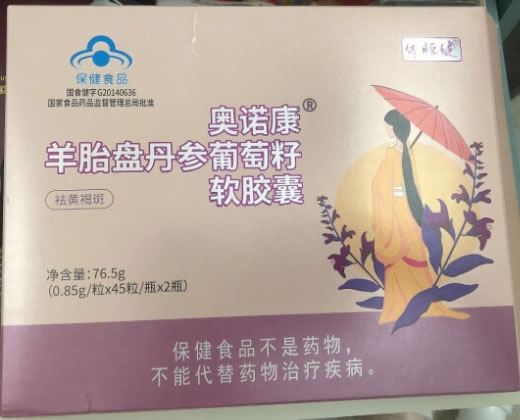 保健食品
国食健字G20140636
国家食品药品监督管理总局批准
奥诺康®
羊胎盘丹参葡萄籽
软胶囊
祛黄褐斑
净含量:76.5g
(0.85g/粒x45粒/瓶x2瓶)
保健食品不是药物，
不能代替药物治疗疾病。